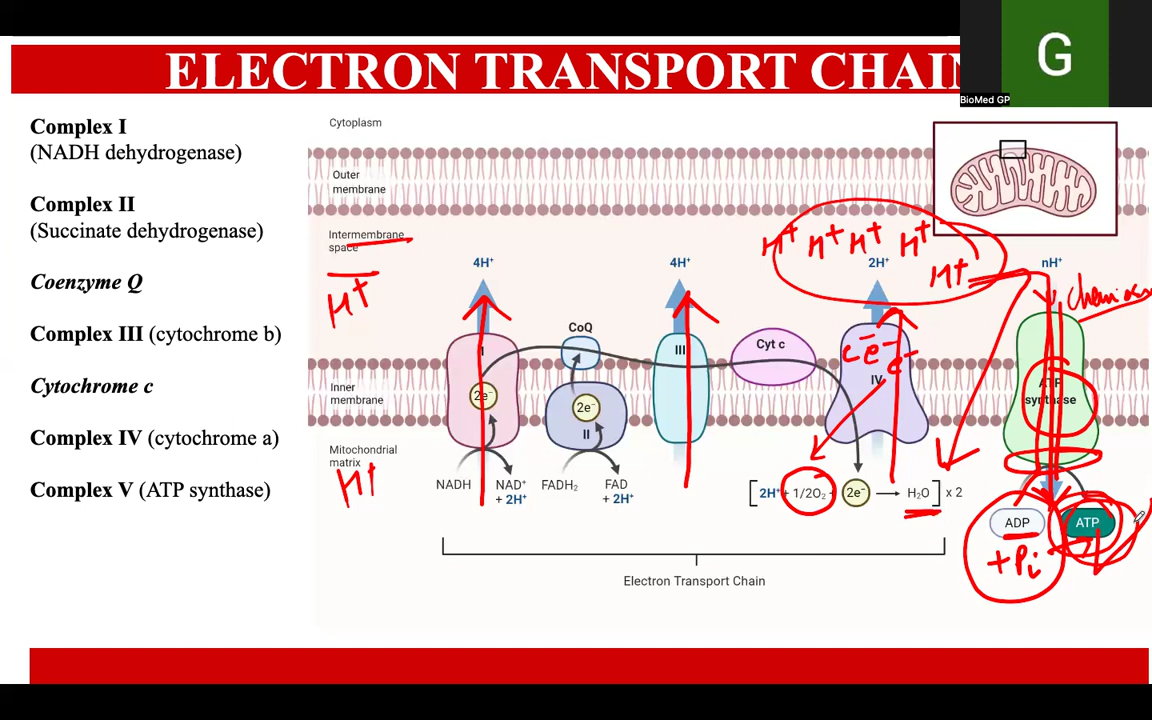 ELECTRON TRANSPORT CHAIN
G
BioMed GP
Complex I
(NADH dehydrogenase)
Complex II
(Succinate dehydrogenase)
Coenzyme Q
Complex III (cytochrome b)
Cytochrome c
Complex IV (cytochrome a)
Complex V (ATP synthase)
Cytoplasm
Outer
membrane
Intermembrane
space
H⁺
4H⁺
4H⁺
H⁺ H⁺ H⁺ H⁺
H⁺
2H⁺
nH⁺
CoQ
I
III
Cyt c
e⁻ e⁻
e⁻
IV
ATP
synthase
Inner
membrane
2e⁻
2e⁻
II
Mitochondrial
matrix
H⁺
NADH
NAD⁺
+ 2H⁺
FADH₂
FAD
+ 2H⁺
[ 2H⁺ + 1/2O₂ + 2e⁻ → H₂O ] x 2
ADP
ATP
+ Pi
Electron Transport Chain